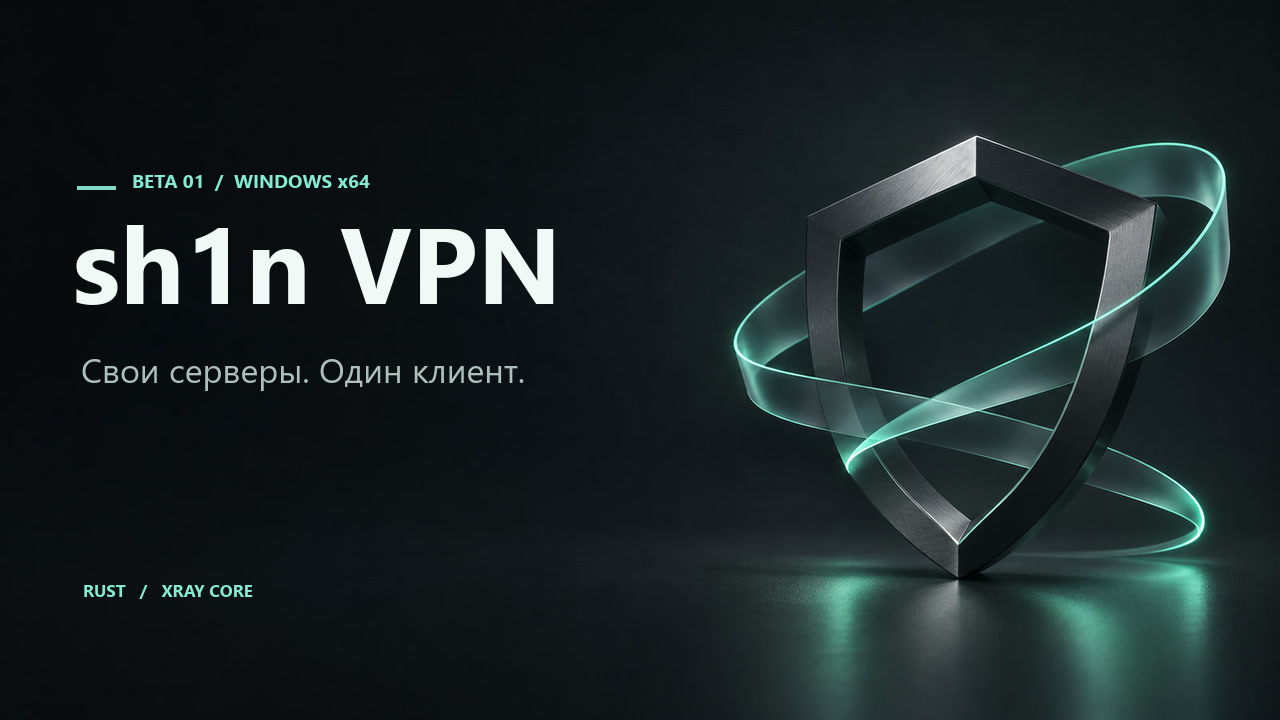 BETA 01 / WINDOWS x64
sh1n VPN
Свои серверы. Один клиент.
RUST / XRAY CORE